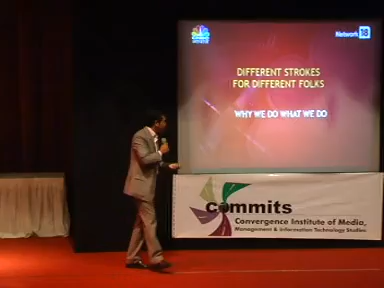 CNBC
Network 18
DIFFERENT STROKES
FOR DIFFERENT FOLKS
WHY WE DO WHAT WE DO
commits
Convergence Institute of Media,
Management & Information Technology Studies